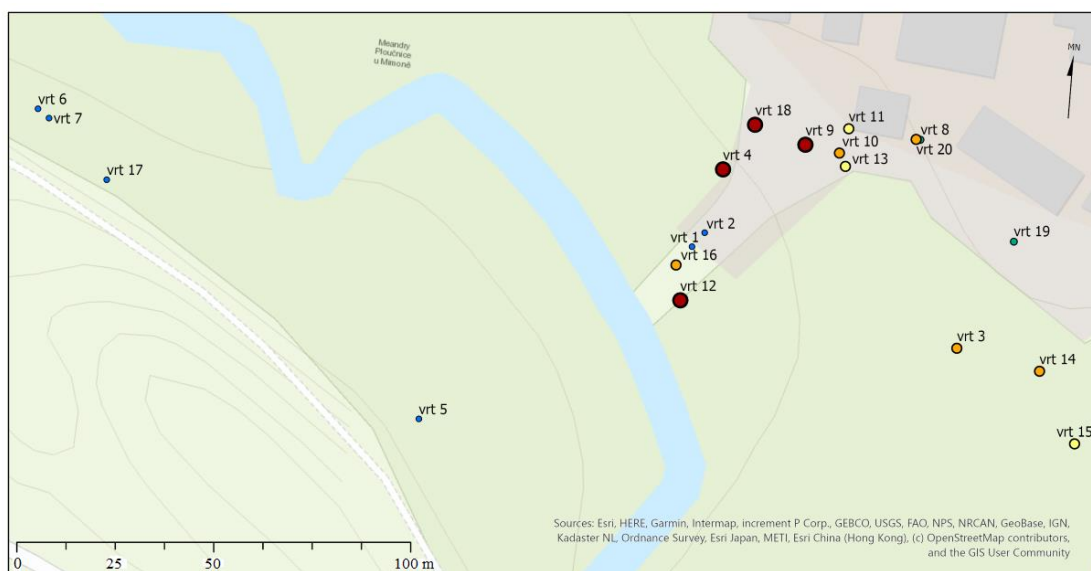 Meandry
Ploučnice
u Mimoně
MN
vrt 6
vrt 7
vrt 17
vrt 18
vrt 11
vrt 8
vrt 9
vrt 10
vrt 20
vrt 4
vrt 13
vrt 2
vrt 1
vrt 19
vrt 16
vrt 12
vrt 3
vrt 14
vrt 5
vrt 15
Sources: Esri, HERE, Garmin, Intermap, increment P Corp., GEBCO, USGS, FAO, NPS, NRCAN, GeoBase, IGN,
Kadaster NL, Ordnance Survey, Esri Japan, METI, Esri China (Hong Kong), (c) OpenStreetMap contributors,
and the GIS User Community
0 25 50 100 m